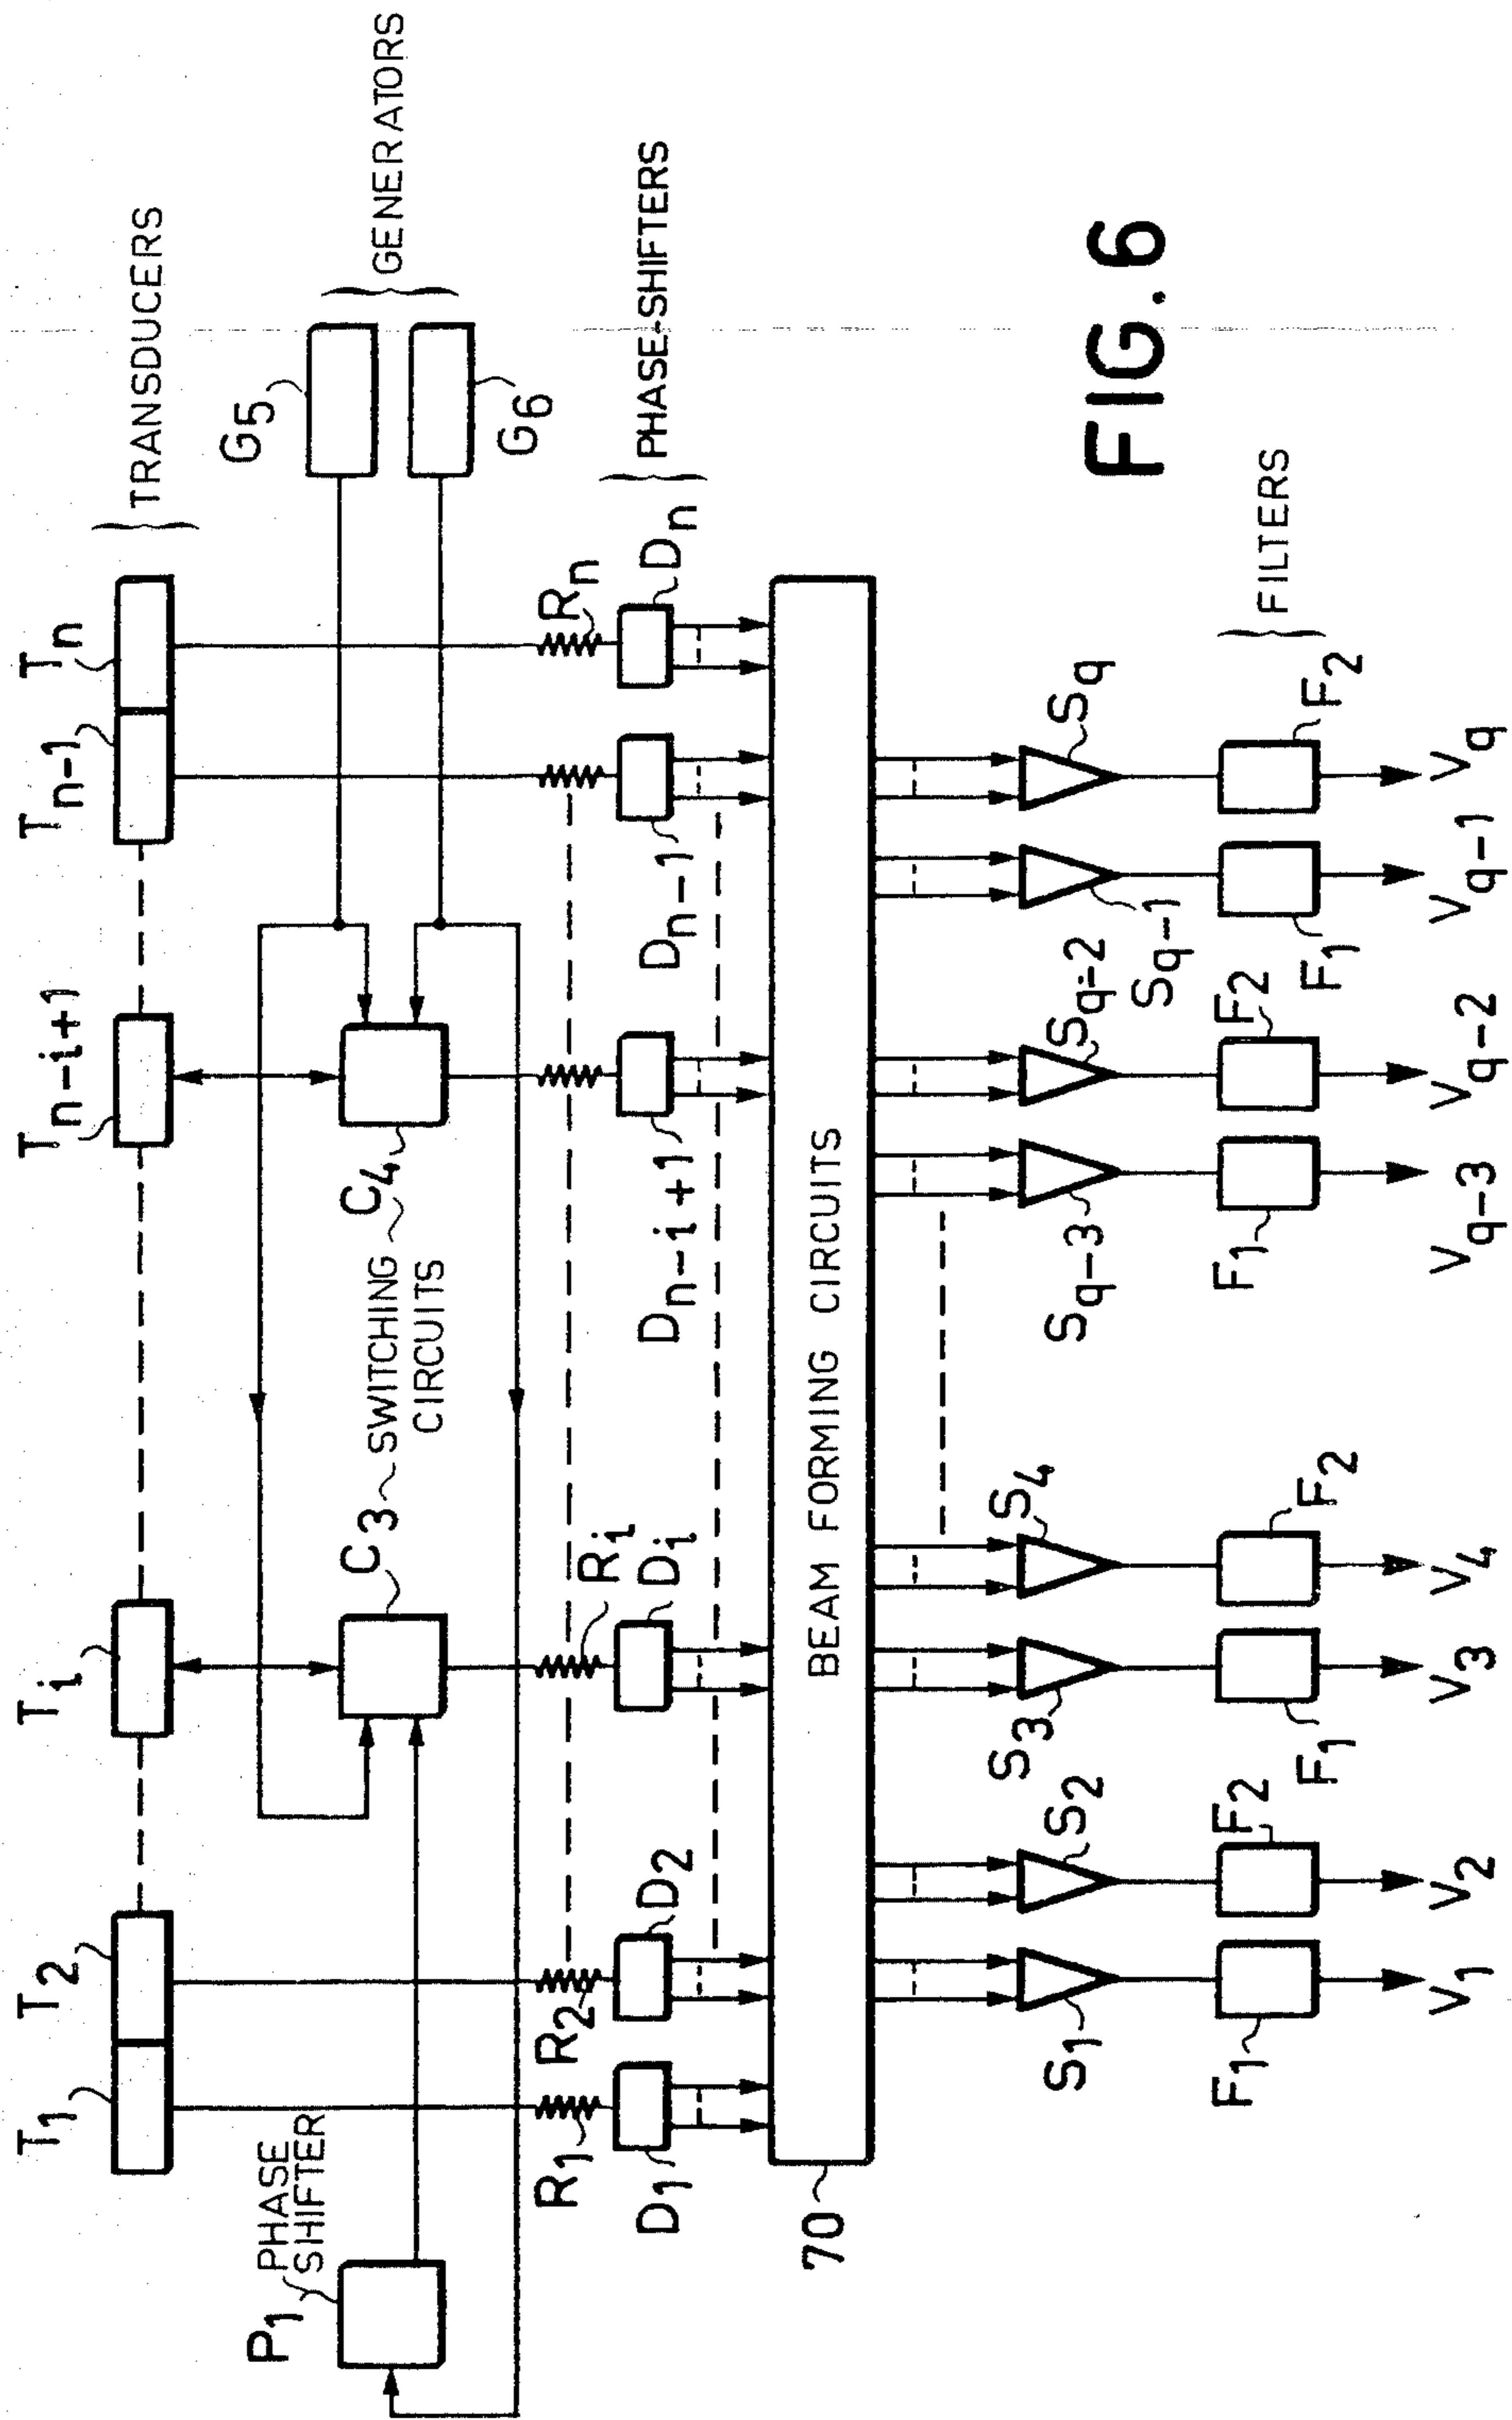 T1
T2
Ti
Tn-i+1
Tn-1
Tn
TRANSDUCERS
P1
PHASE
SHIFTER
C3
SWITCHING
CIRCUITS
C4
G5
G6
GENERATORS
R1
R2
Ri
Rn
D1
D2
Di
Dn-i+1
Dn-1
Dn
PHASE-SHIFTERS
70
BEAM FORMING CIRCUITS
S1
S2
S3
S4
Sq-3
Sq-2
Sq-1
Sq
F1
F2
F1
F2
F1
F2
F1
F2
FILTERS
V1
V2
V3
V4
Vq-3
Vq-2
Vq-1
Vq
FIG.6